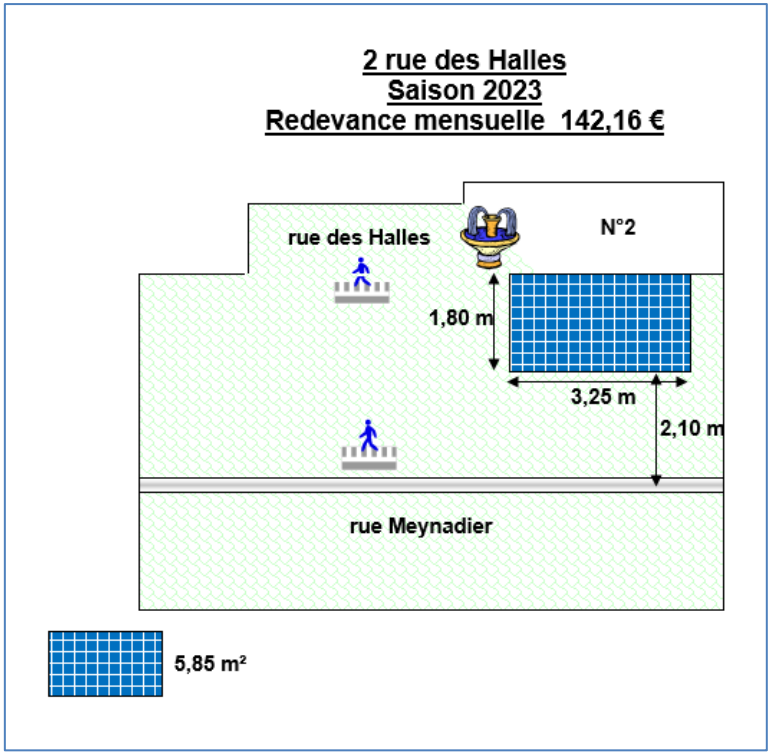 2 rue des Halles
Saison 2023
Redevance mensuelle  142,16 €
N°2
rue des Halles
1,80 m
3,25 m
2,10 m
rue Meynadier
5,85 m²